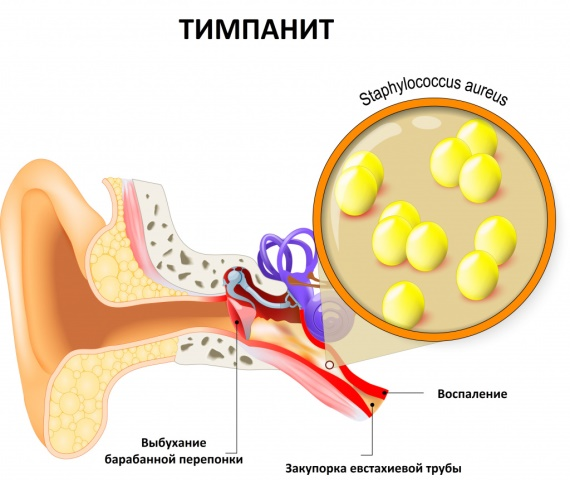 ТИМПАНИТ
Staphylococcus aureus
Воспаление
Выбухание
барабанной перепонки
Закупорка евстахиевой трубы